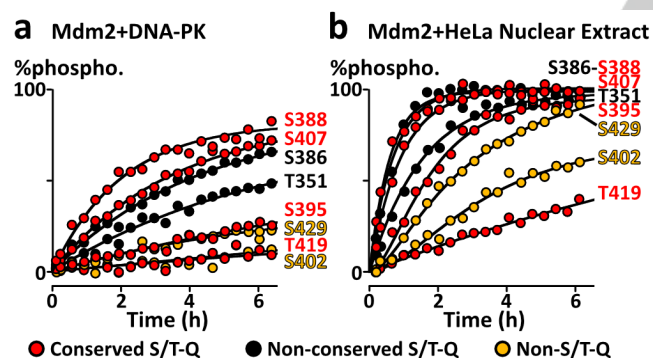 a Mdm2+DNA-PK
%phospho.
100
0
S388
S407
S386
T351
S395
S429
T419
S402
0 2 4 6
Time (h)
b Mdm2+HeLa Nuclear Extract
%phospho.
100
0
S386-S388
S407
T351
S395
S429
S402
T419
0 2 4 6
Time (h)
Conserved S/T-Q Non-conserved S/T-Q Non-S/T-Q